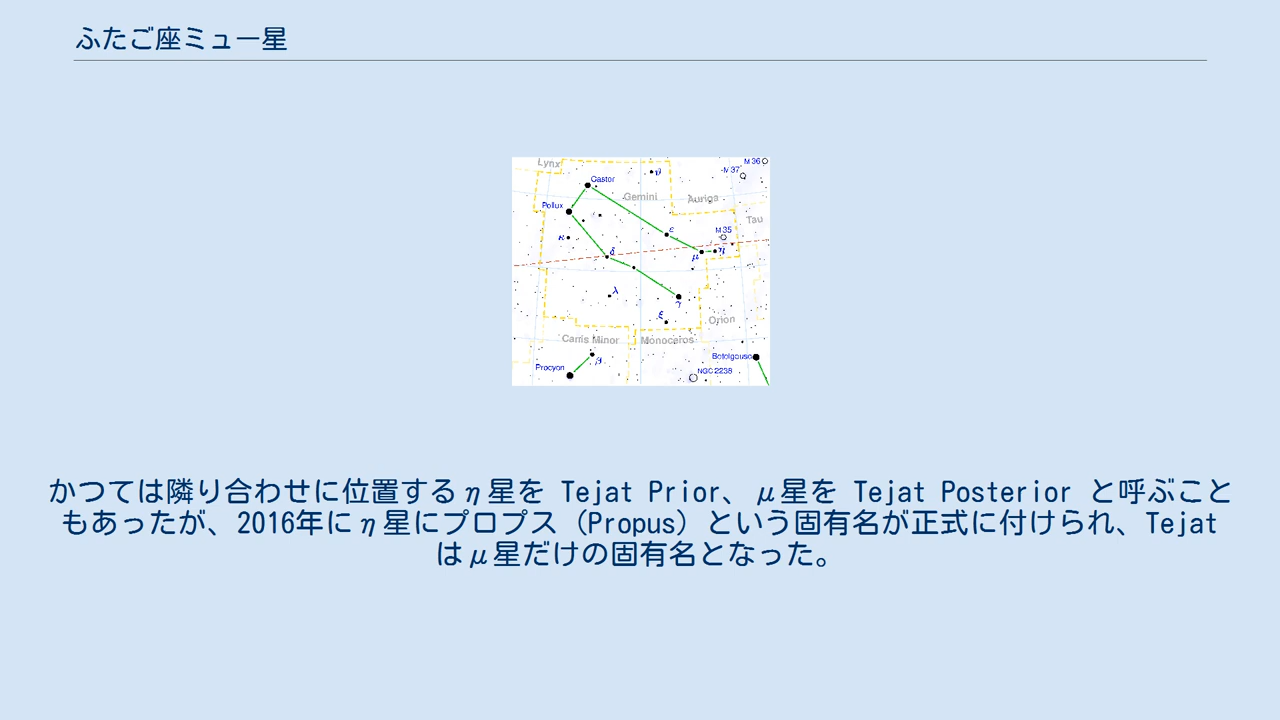 ふたご座ミュー星
Lynx
M 36
M 37
Castor
Gemini
Auriga
Pollux
Tau
M 35
κ
ε
δ
μ
η
λ
γ
ξ
Orion
Canis Minor
Monoceros
β
Procyon
NGC 2238
かつては隣り合わせに位置するη星を Tejat Prior、μ星を Tejat Posterior と呼ぶこと
もあったが、2016年にη星にプロプス（Propus）という固有名が正式に付けられ、Tejat
はμ星だけの固有名となった。